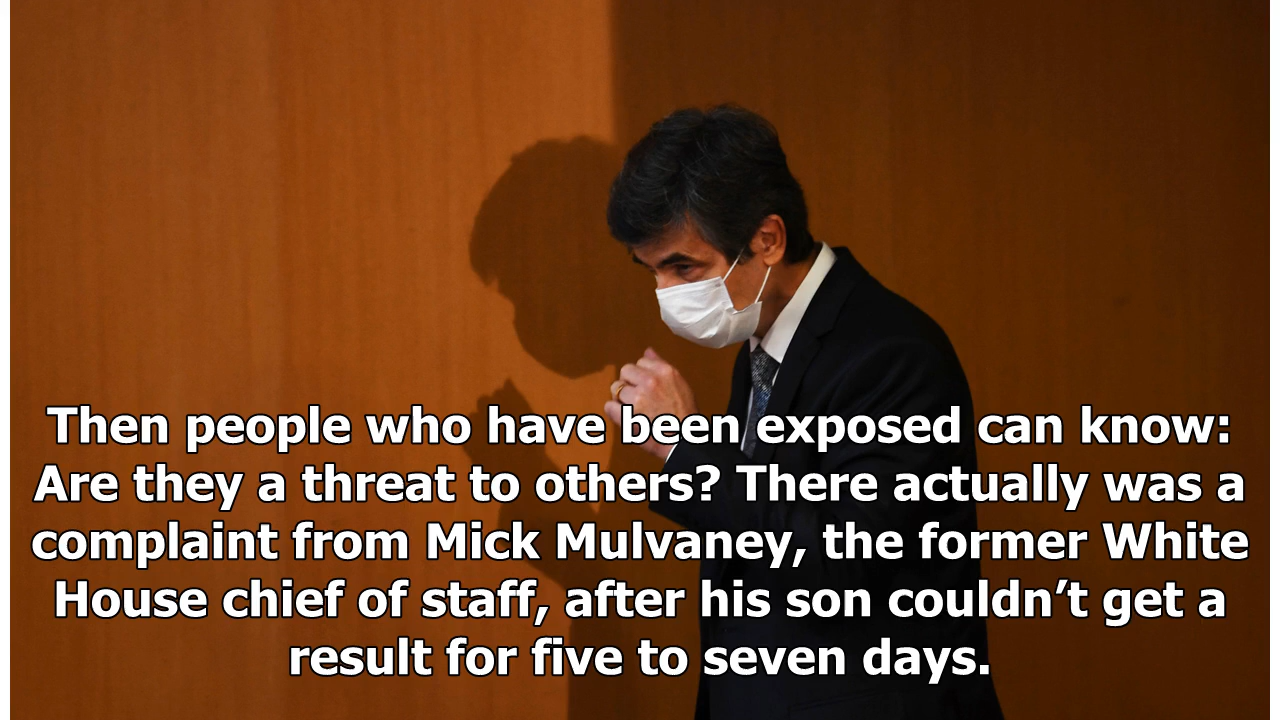 Then people who have been exposed can know:
Are they a threat to others? There actually was a
complaint from Mick Mulvaney, the former White
House chief of staff, after his son couldn’t get a
result for five to seven days.